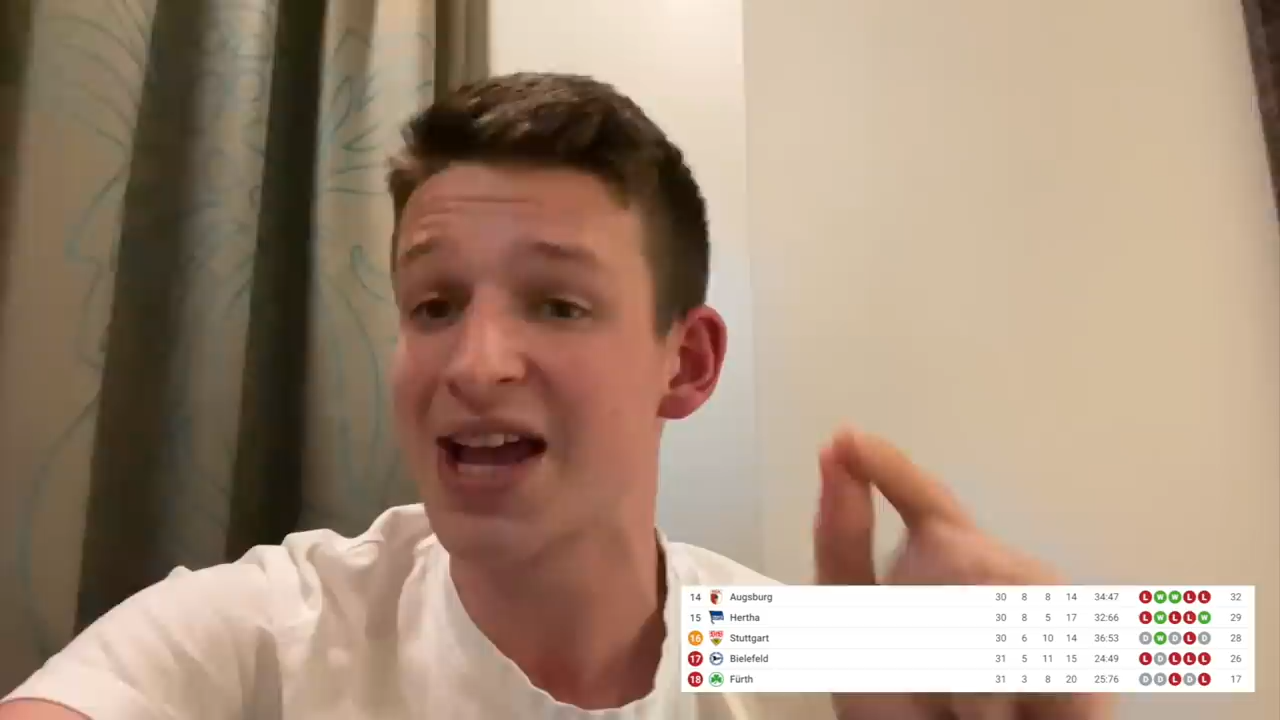 14 Augsburg 30 8 8 14 34:47 L W W L L 32
15 Hertha 30 8 5 17 32:66 L W L L W 29
16 Stuttgart 30 6 10 14 36:53 D W D L D 28
17 Bielefeld 31 5 11 15 24:49 L D L L L 26
18 Fürth 31 3 8 20 25:76 D D L D L 17